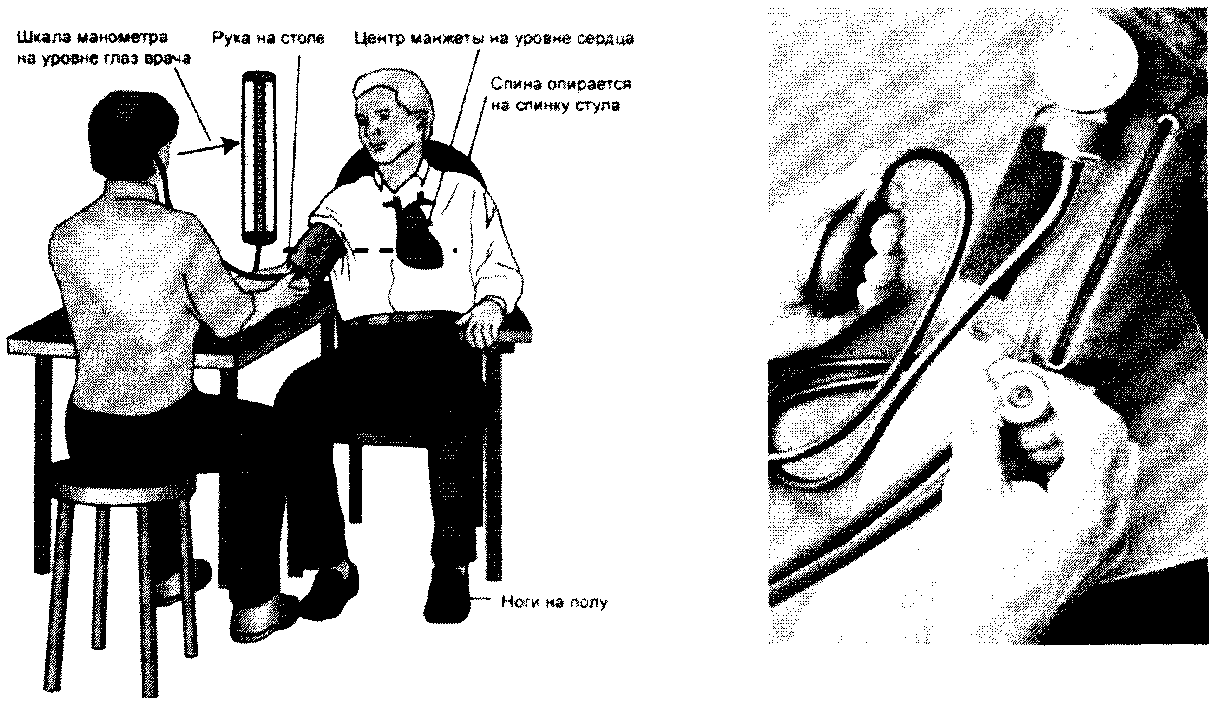 Шкала манометра
на уровне глаз врача
Рука на столе
Центр манжеты на уровне сердца
Спина опирается
на спинку стула
Ноги на полу